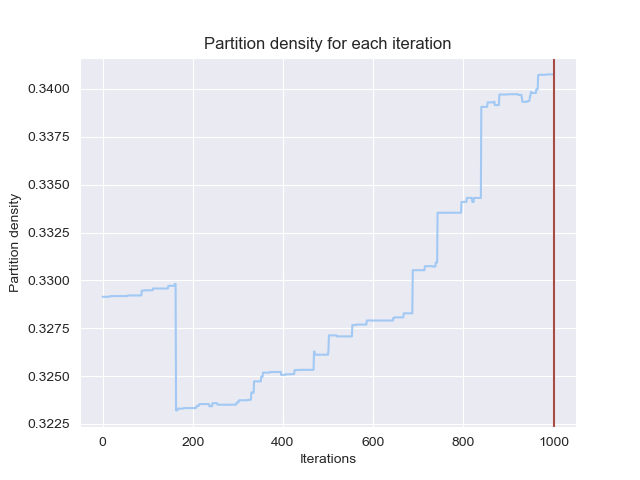 Partition density for each iteration
0.3400
0.3375
0.3350
0.3325
0.3300
0.3275
0.3250
0.3225
Partition density
0 200 400 600 800 1000
Iterations